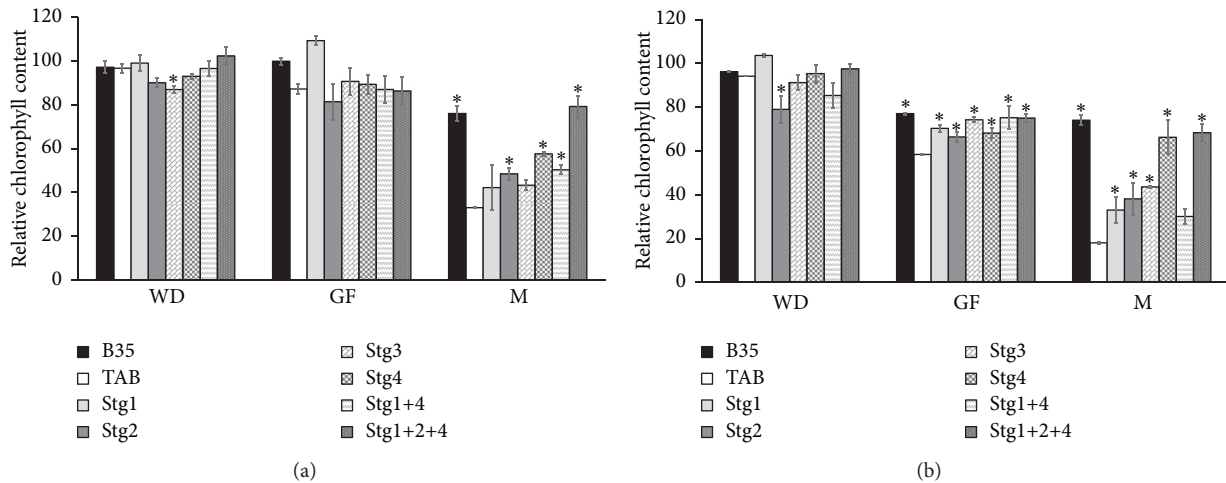 120
100
80
60
40
20
0
Relative chlorophyll content
*
*
*
*
*
*
WD
GF
M
B35
TAB
Stg1
Stg2
Stg3
Stg4
Stg1+4
Stg1+2+4
(a)
120
100
80
60
40
20
0
Relative chlorophyll content
*
*
*
*
*
*
*
*
*
*
*
*
*
*
WD
GF
M
B35
TAB
Stg1
Stg2
Stg3
Stg4
Stg1+4
Stg1+2+4
(b)